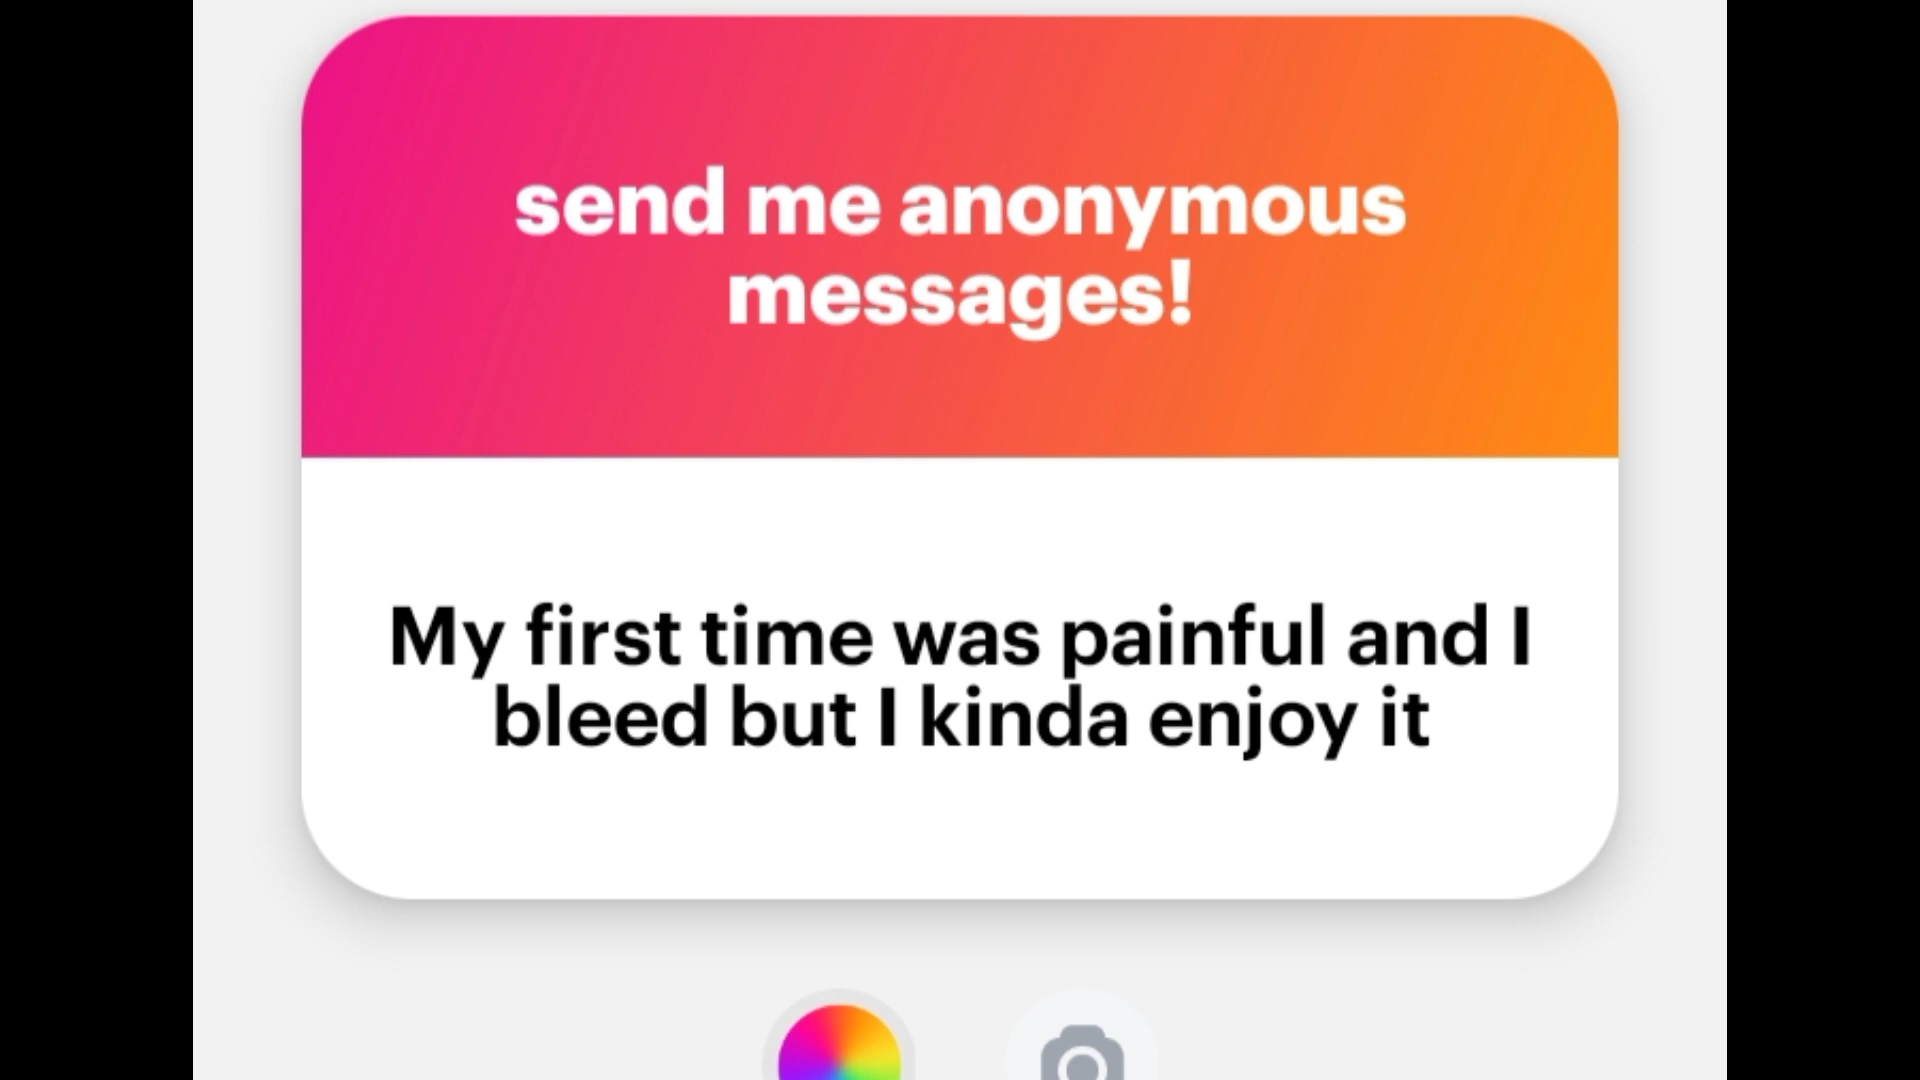 send me anonymous
messages!
My first time was painful and I
bleed but I kinda enjoy it